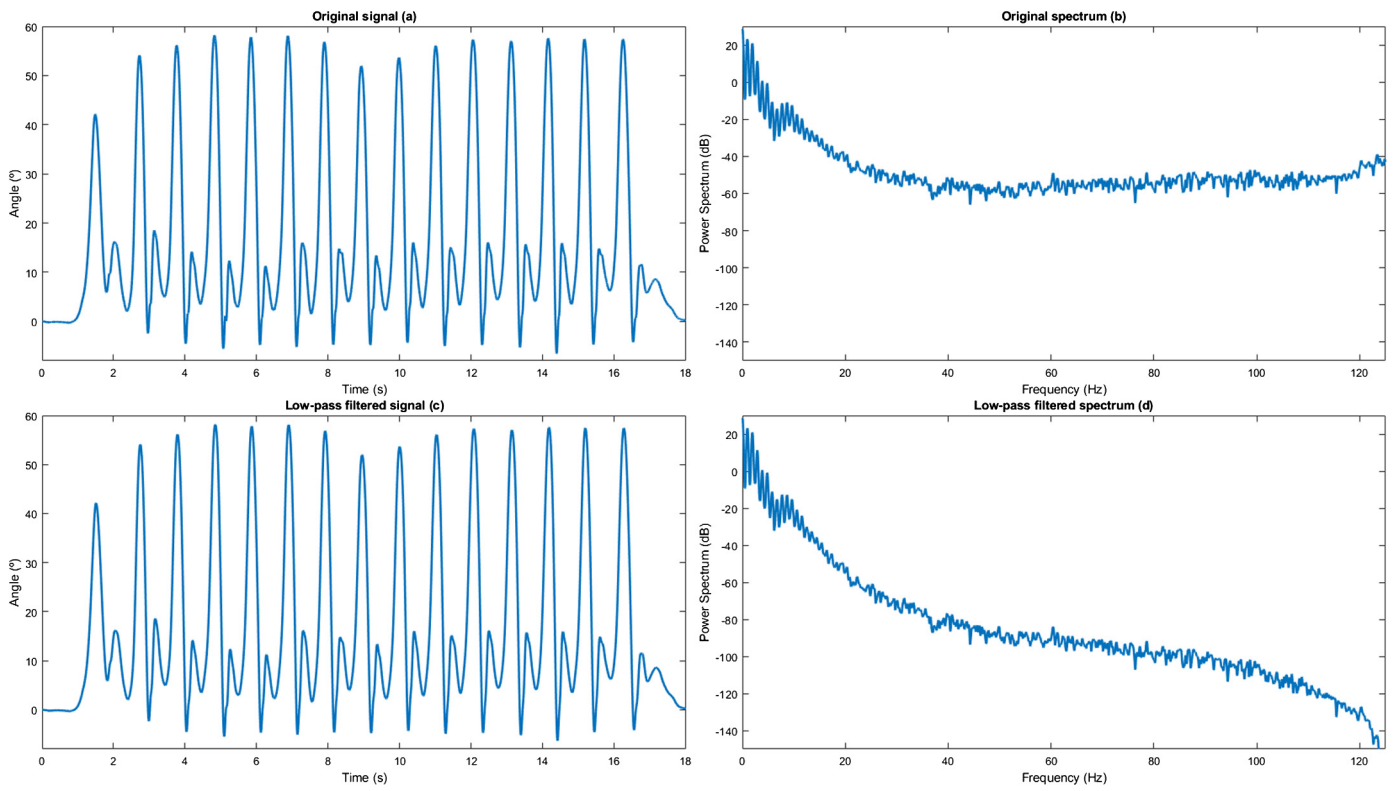 Original signal (a)
60
50
40
30
20
10
0
Angle (º)
0 2 4 6 8 10 12 14 16 18
Time (s)
Original spectrum (b)
20
0
-20
-40
-60
-80
-100
-120
-140
Power Spectrum (dB)
0 20 40 60 80 100 120
Frequency (Hz)
Low-pass filtered signal (c)
60
50
40
30
20
10
0
Angle (º)
0 2 4 6 8 10 12 14 16 18
Time (s)
Low-pass filtered spectrum (d)
20
0
-20
-40
-60
-80
-100
-120
-140
Power Spectrum (dB)
0 20 40 60 80 100 120
Frequency (Hz)